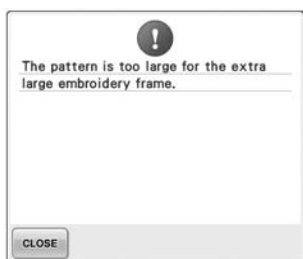 The pattern is too large for the extra
large embroidery frame.
CLOSE